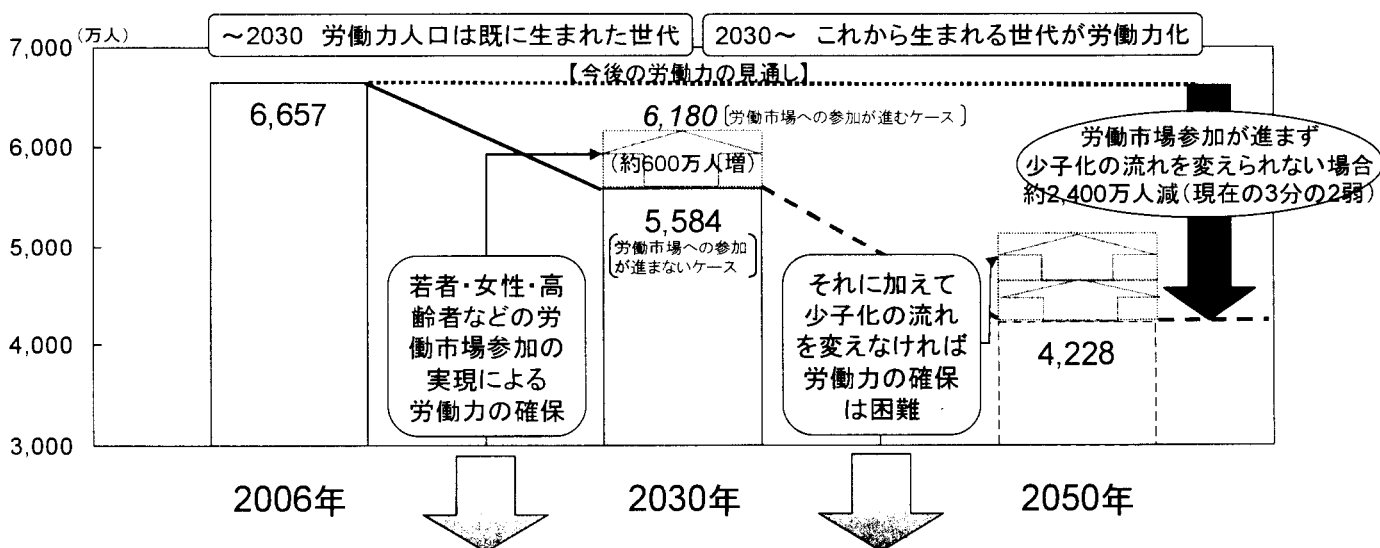 (万人)
～2030 労働力人口は既に生まれた世代
2030～ これから生まれる世代が労働力化
【今後の労働力の見通し】
7,000
6,000
5,000
4,000
3,000
6,657
6,180〔労働市場への参加が進むケース〕
(約600万人増)
5,584
〔労働市場への参加
が進まないケース〕
4,228
労働市場参加が進まず
少子化の流れを変えられない場合
約2,400万人減(現在の3分の2弱)
若者・女性・高
齢者などの労
働市場参加の
実現による
労働力の確保
それに加えて
少子化の流れ
を変えなければ
労働力の確保
は困難
2006年
2030年
2050年